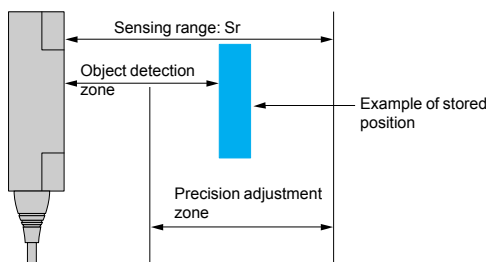 Sensing range: Sr
Object detection
zone
Example of stored
position
Precision adjustment
zone